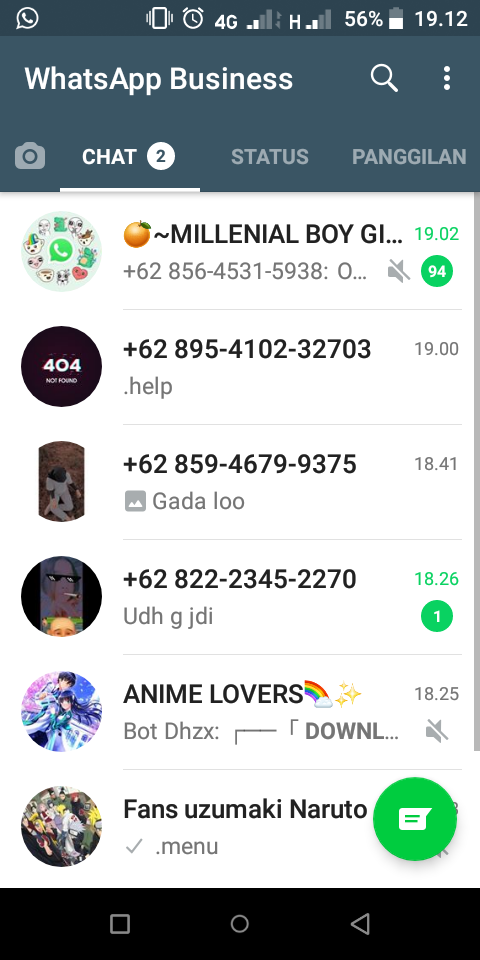 4G H 56% 19.12
WhatsApp Business
CHAT 2 STATUS PANGGILAN
🍊~MILLENIAL BOY GI... 19.02
+62 856-4531-5938: O... 94
404
NOT FOUND
+62 895-4102-32703 19.00
.help
+62 859-4679-9375 18.41
Gada loo
+62 822-2345-2270 18.26
Udh g jdi 1
ANIME LOVERS🌈✨ 18.25
Bot Dhzx: ┌──「 DOWNL...
Fans uzumaki Naruto
.menu